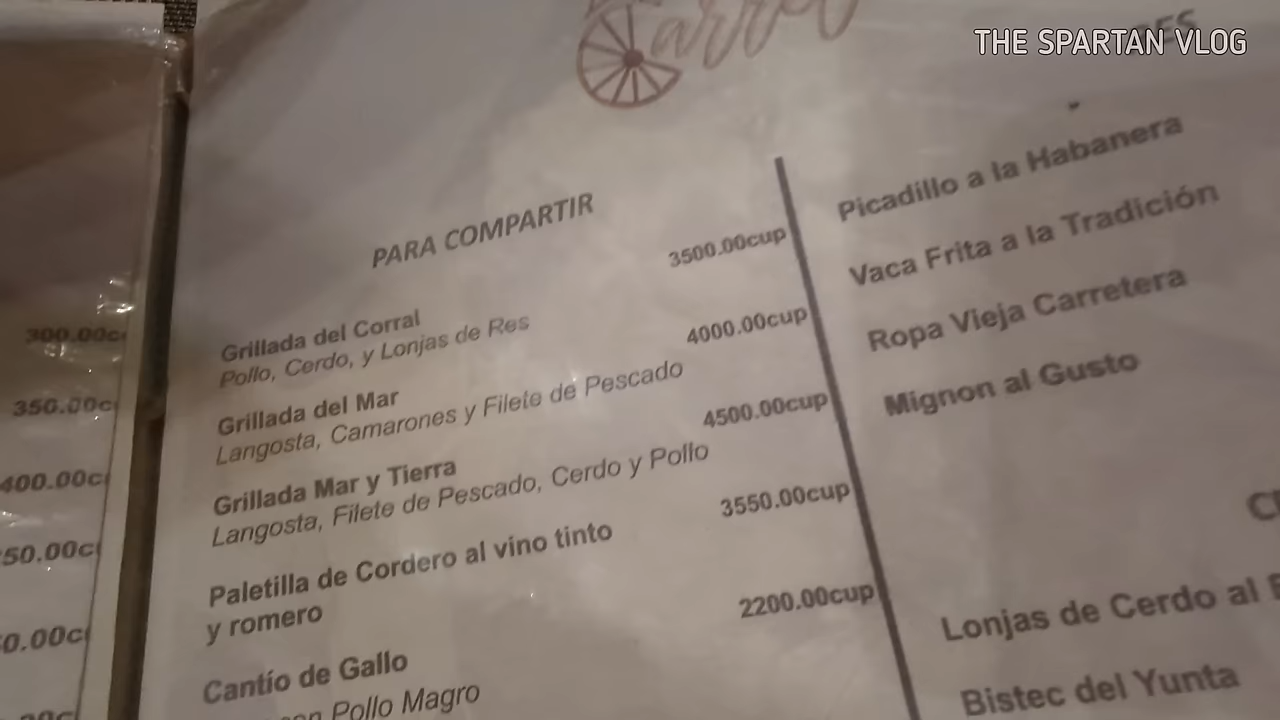 THE SPARTAN VLOG
300.00c
350.00c
400.00c
50.00c
0.00c
PARA COMPARTIR
3500.00cup
Grillada del Corral
Pollo, Cerdo, y Lonjas de Res
4000.00cup
Grillada del Mar
Langosta, Camarones y Filete de Pescado
4500.00cup
Grillada Mar y Tierra
Langosta, Filete de Pescado, Cerdo y Pollo
3550.00cup
Paletilla de Cordero al vino tinto
y romero
2200.00cup
Cantío de Gallo
Pollo Magro
Picadillo a la Habanera
Vaca Frita a la Tradición
Ropa Vieja Carretera
Mignon al Gusto
Lonjas de Cerdo al
Bistec del Yunta